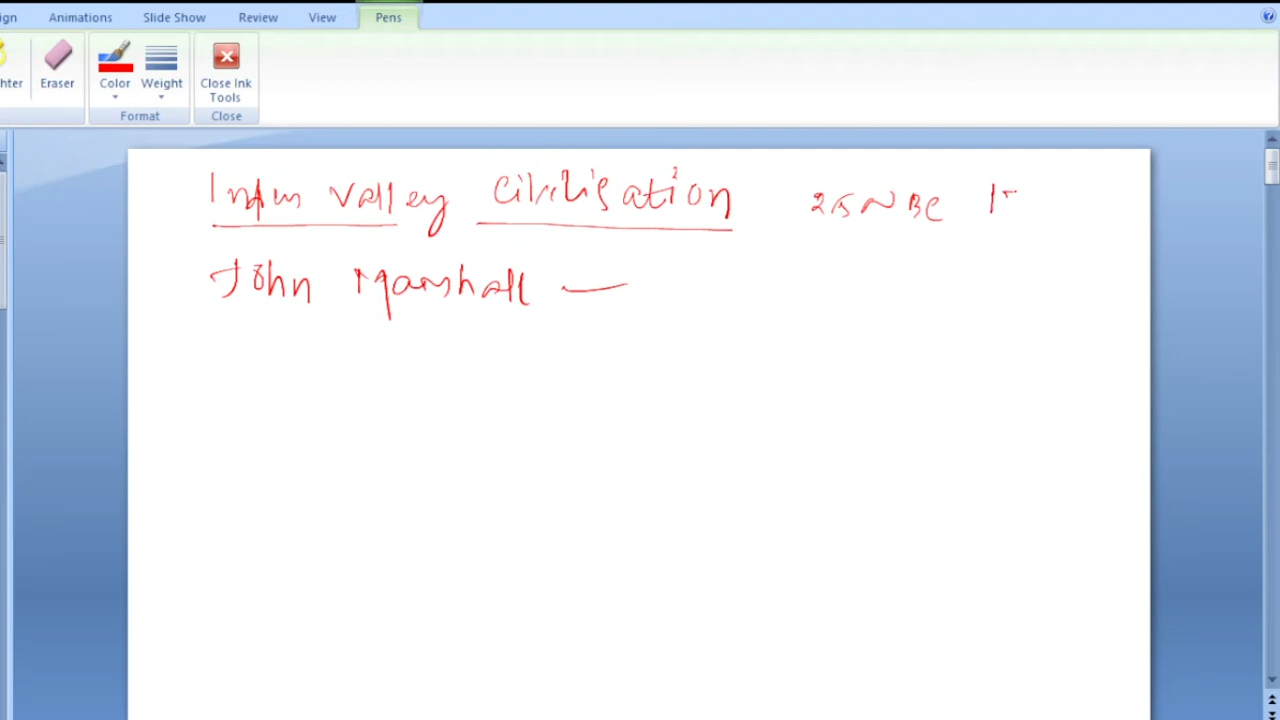 ign Animations Slide Show Review View Pens
hter Eraser Color Weight Close Ink Tools
Format Close
Indus Valley Civilisation BC
John Marshall —